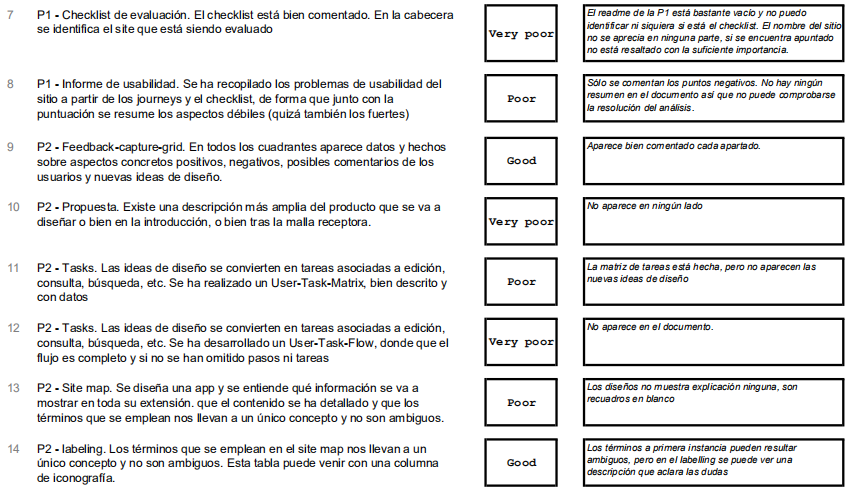 7 P1 - Checklist de evaluación. El checklist está bien comentado. En la cabecera
se identifica el site que está siendo evaluado
Very poor
El readme de la P1 está bastante vacío y no puedo
identificar ni siquiera si está el checklist. El nombre del sitio
no se aprecia en ninguna parte, si se encuentra apuntado
no está resaltado con la suficiente importancia.
8 P1 - Informe de usabilidad. Se ha recopilado los problemas de usabilidad del
sitio a partir de los journeys y el checklist, de forma que junto con la
puntuación se resume los aspectos débiles (quizá también los fuertes)
Poor
Sólo se comentan los puntos negativos. No hay ningún
resumen en el documento así que no puede comprobarse
la resolución del análisis.
9 P2 - Feedback-capture-grid. En todos los cuadrantes aparece datos y hechos
sobre aspectos concretos positivos, negativos, posibles comentarios de los
usuarios y nuevas ideas de diseño.
Good
Aparece bien comentado cada apartado.
10 P2 - Propuesta. Existe una descripción más amplia del producto que se va a
diseñar o bien en la introducción, o bien tras la malla receptora.
Very poor
No aparece en ningún lado
11 P2 - Tasks. Las ideas de diseño se convierten en tareas asociadas a edición,
consulta, búsqueda, etc. Se ha realizado un User-Task-Matrix, bien descrito y
con datos
Poor
La matriz de tareas está hecha, pero no aparecen las
nuevas ideas de diseño
12 P2 - Tasks. Las ideas de diseño se convierten en tareas asociadas a edición,
consulta, búsqueda, etc. Se ha desarrollado un User-Task-Flow, donde que el
flujo es completo y si no se han omitido pasos ni tareas
Very poor
No aparece en el documento.
13 P2 - Site map. Se diseña una app y se entiende qué información se va a
mostrar en toda su extensión. que el contenido se ha detallado y que los
términos que se emplean nos llevan a un único concepto y no son ambiguos.
Poor
Los diseños no muestra explicación ninguna, son
recuadros en blanco
14 P2 - labeling. Los términos que se emplean en el site map nos llevan a un
único concepto y no son ambiguos. Esta tabla puede venir con una columna
de iconografía.
Good
Los términos a primera instancia pueden resultar
ambiguos, pero en el labelling se puede ver una
descripción que aclara las dudas